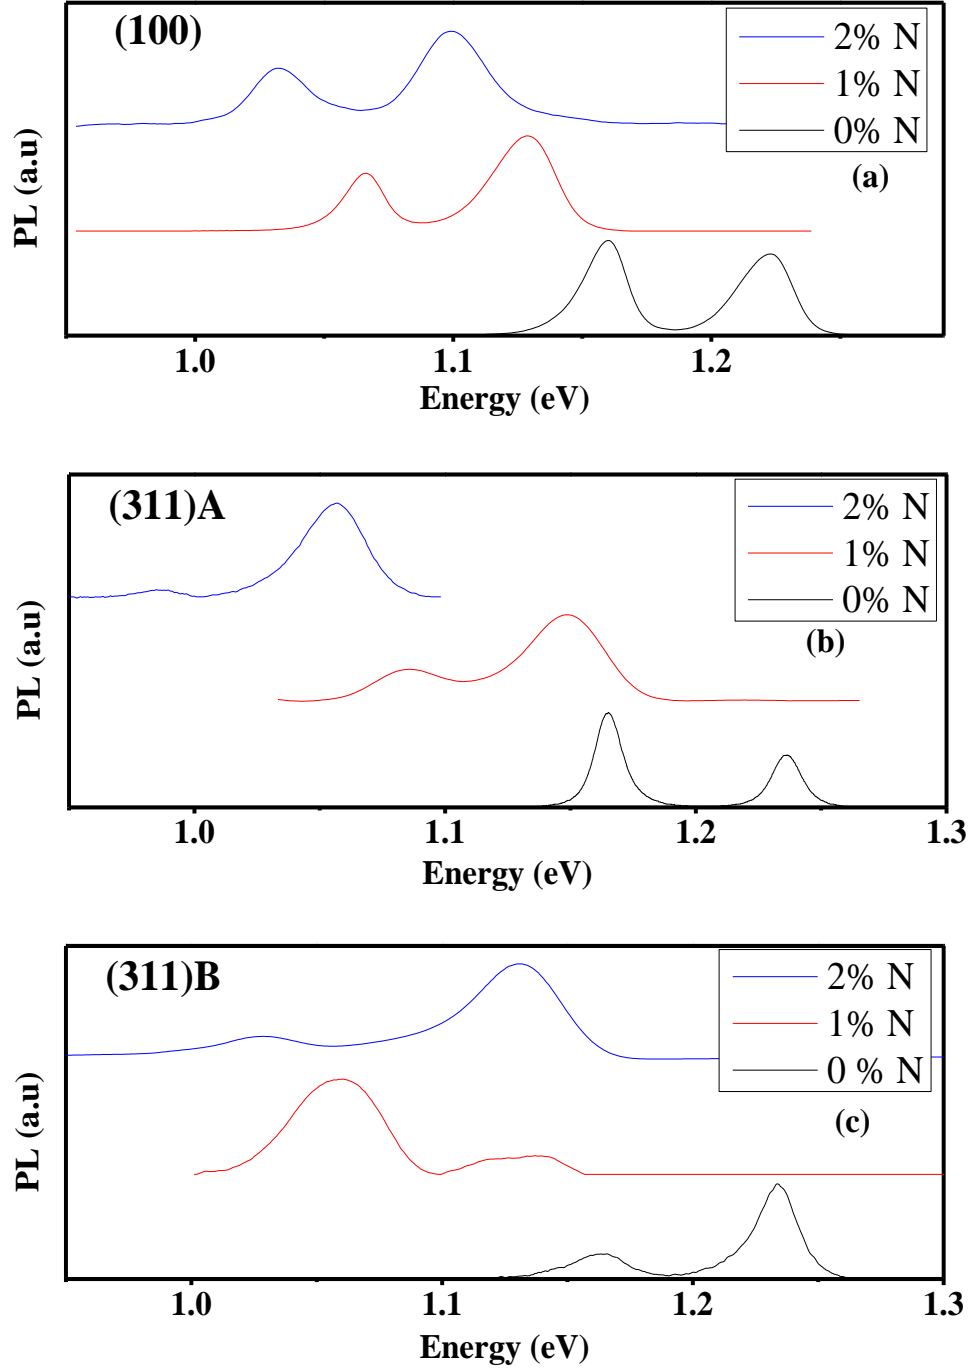 (100)
2% N
1% N
0% N
(a)
PL (a.u)
1.0 1.1 1.2
Energy (eV)
(311)A
2% N
1% N
0% N
(b)
PL (a.u)
1.0 1.1 1.2 1.3
Energy (eV)
(311)B
2% N
1% N
0 % N
(c)
PL (a.u)
1.0 1.1 1.2 1.3
Energy (eV)